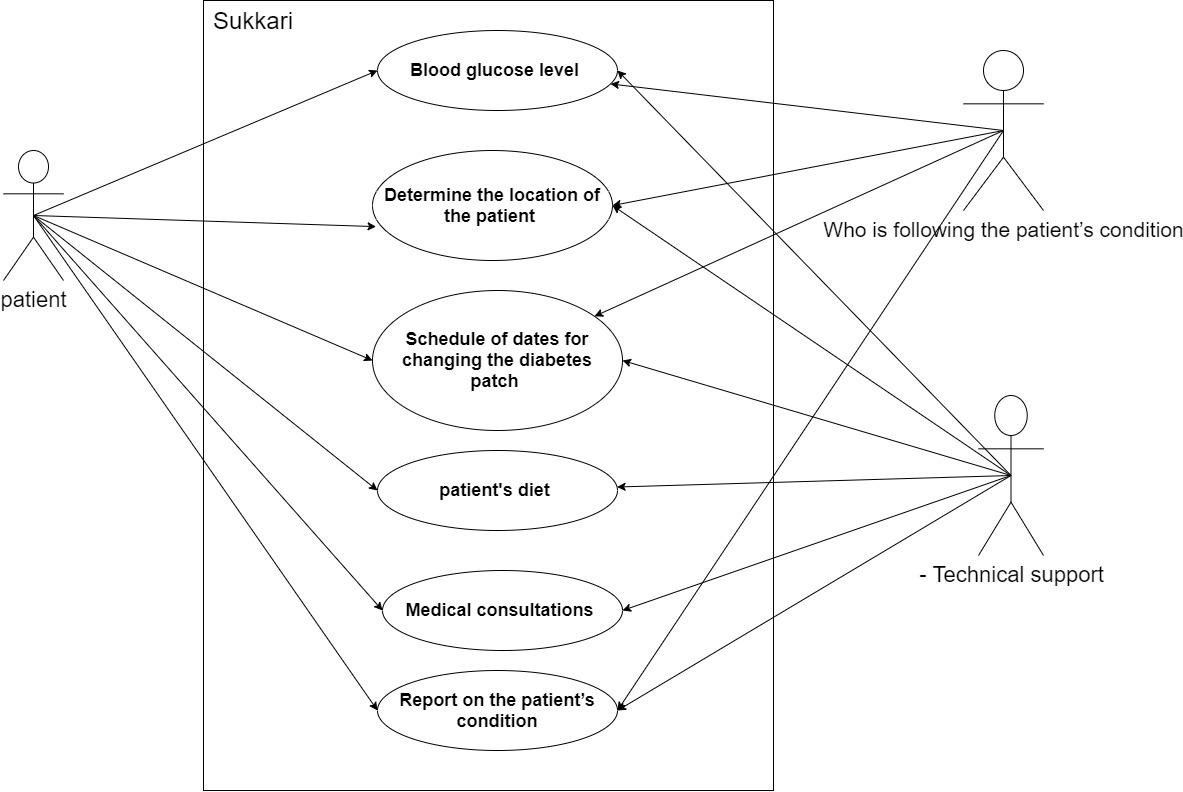 Sukkari
Blood glucose level
Determine the location of
the patient
Who is following the patient’s condition
patient
Schedule of dates for
changing the diabetes
patch
patient's diet
- Technical support
Medical consultations
Report on the patient’s
condition